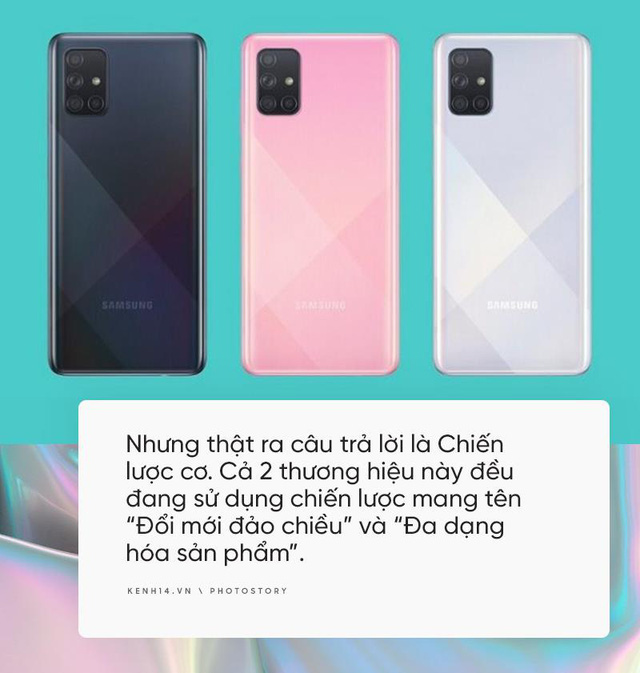 SAMSUNG
SAMSUNG
SAMSUNG
Nhưng thật ra câu trả lời là Chiến
lược cơ. Cả 2 thương hiệu này đều
đang sử dụng chiến lược mang tên
“Đổi mới đảo chiều” và “Đa dạng
hóa sản phẩm”.
KENH14.VN \ PHOTOSTORY